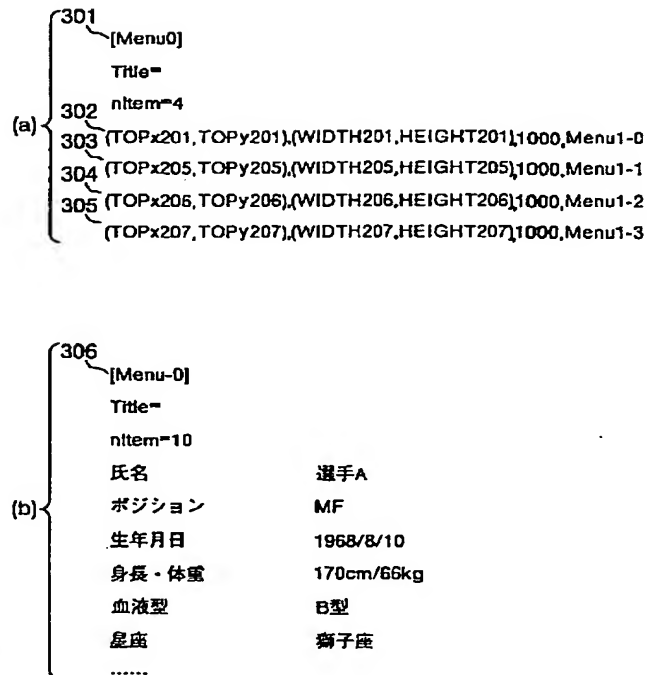 301
[Menu0]
Title=
nItem=4
(a)
302
(TOPx201,TOPy201),(WIDTH201,HEIGHT201),1000,Menu1-0
303
(TOPx205,TOPy205),(WIDTH205,HEIGHT205),1000,Menu1-1
304
(TOPx206,TOPy206),(WIDTH206,HEIGHT206),1000,Menu1-2
305
(TOPx207,TOPy207),(WIDTH207,HEIGHT207),1000,Menu1-3
306
[Menu-0]
Title=
nItem=10
氏名 選手A
(b)
ポジション MF
生年月日 1968/8/10
身長・体重 170cm/66kg
血液型 B型
星座 獅子座
……